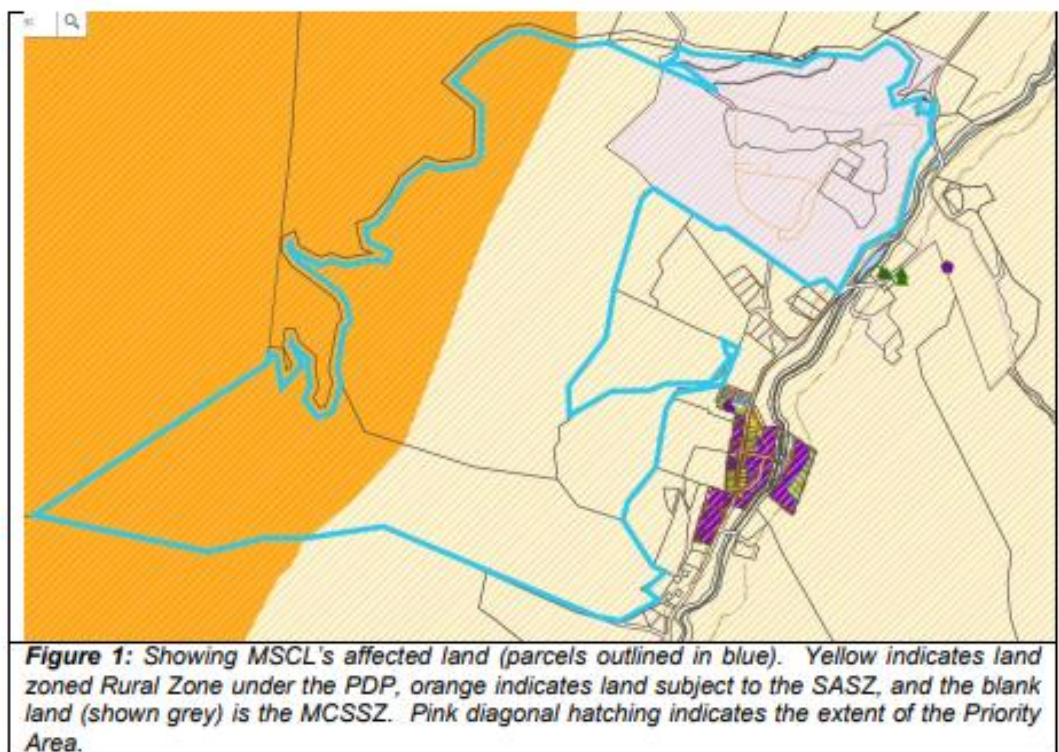 Figure 1: Showing MSCL's affected land (parcels outlined in blue). Yellow indicates land
zoned Rural Zone under the PDP, orange indicates land subject to the SASZ, and the blank
land (shown grey) is the MCSSZ. Pink diagonal hatching indicates the extent of the Priority
Area.